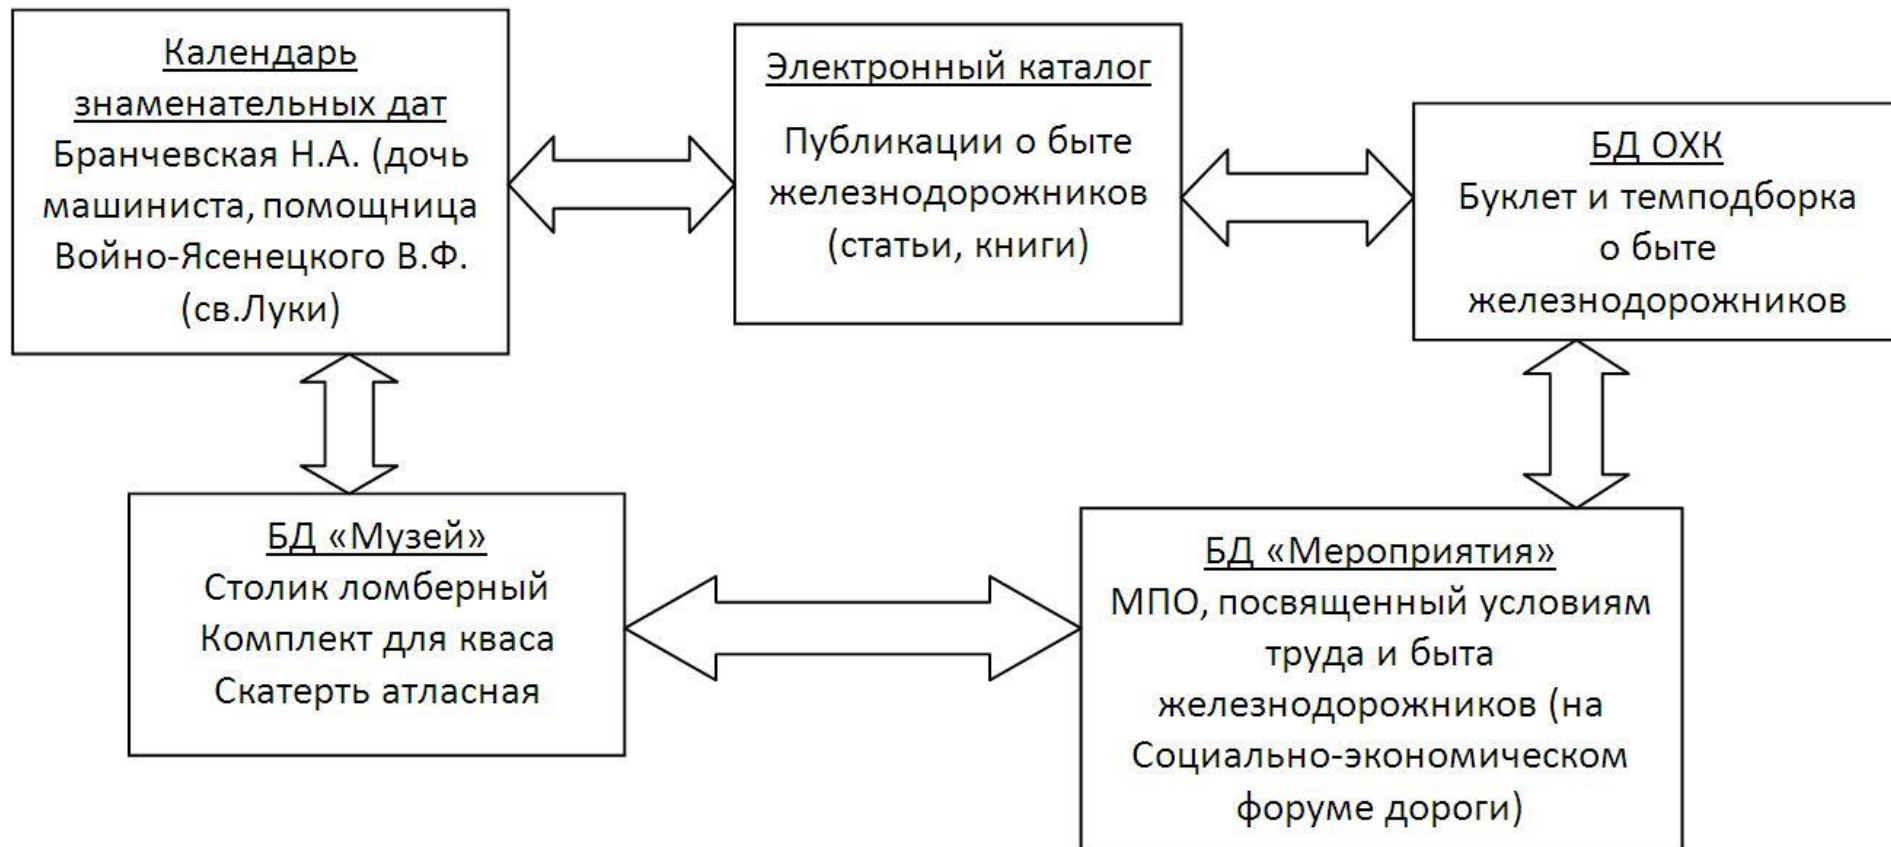 Календарь
знаменательных дат
Бранчевская Н.А. (дочь
машиниста, помощница
Войно-Ясенецкого В.Ф.
(св.Луки)
Электронный каталог
Публикации о быте
железнодорожников
(статьи, книги)
БД ОХК
Буклет и темподборка
о быте
железнодорожников
БД «Музей»
Столик ломберный
Комплект для кваса
Скатерть атласная
БД «Мероприятия»
МПО, посвященный условиям
труда и быта
железнодорожников (на
Социально-экономическом
форуме дороги)